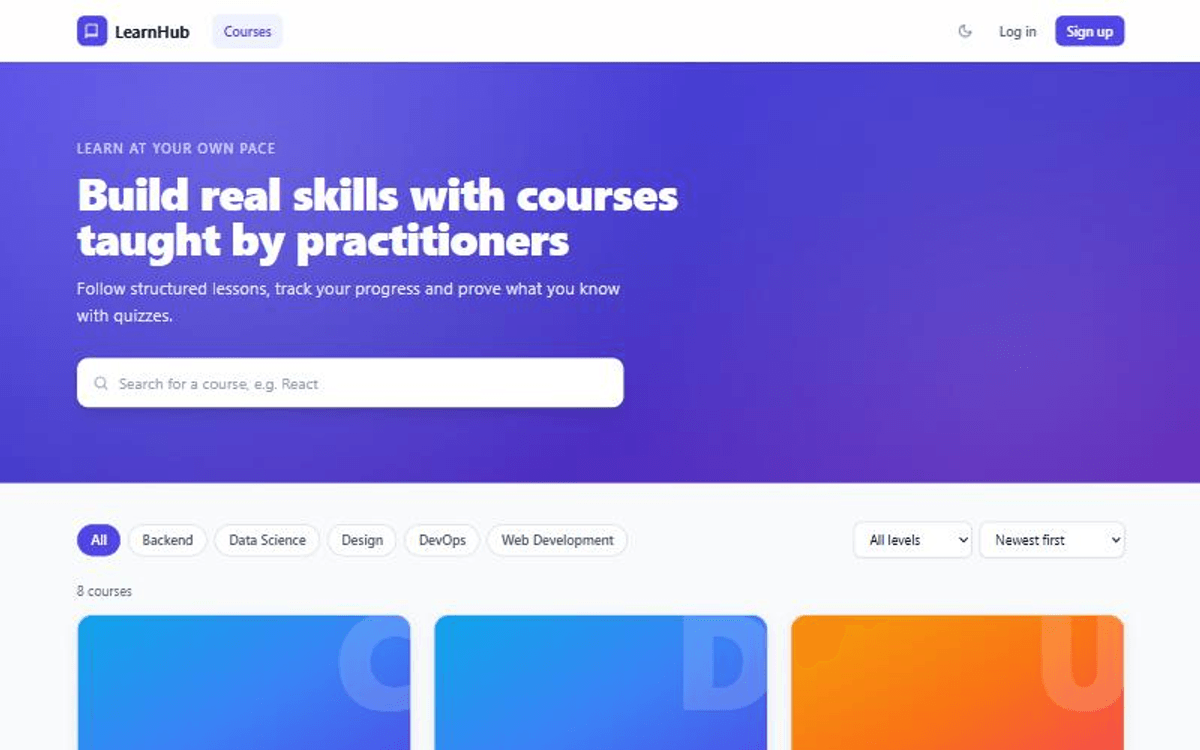 LearnHub Courses Log in Sign up
LEARN AT YOUR OWN PACE
Build real skills with courses
taught by practitioners
Follow structured lessons, track your progress and prove what you know
with quizzes.
Search for a course, e.g. React
All Backend Data Science Design DevOps Web Development All levels Newest first
8 courses
C D U